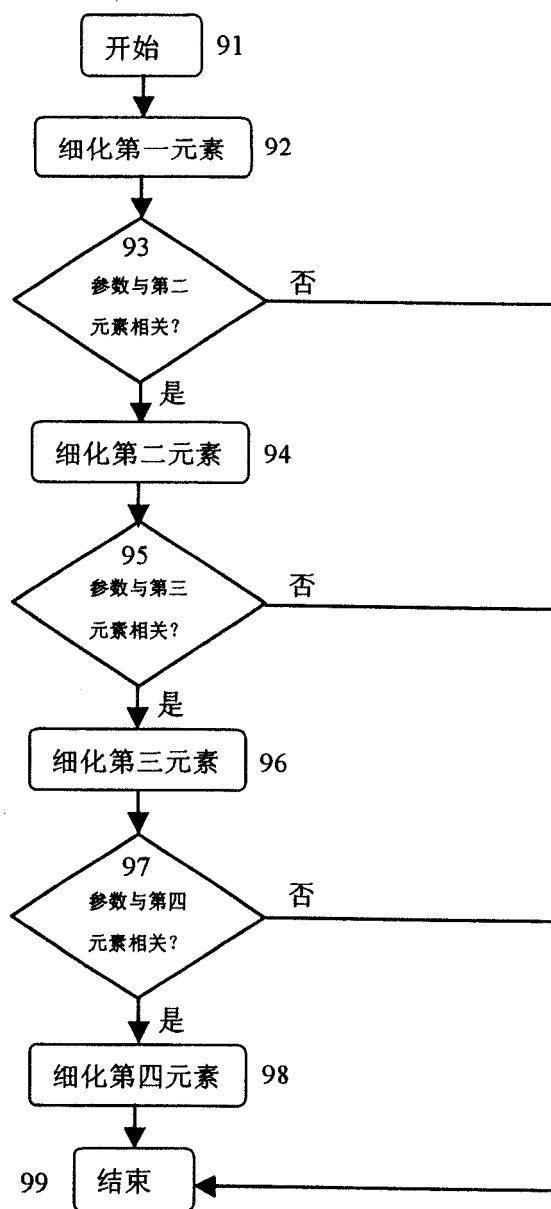 开始 91
细化第一元素 92
93
参数与第二
元素相关?
否
是
细化第二元素 94
95
参数与第三
元素相关?
否
是
细化第三元素 96
97
参数与第四
元素相关?
否
是
细化第四元素 98
99 结束